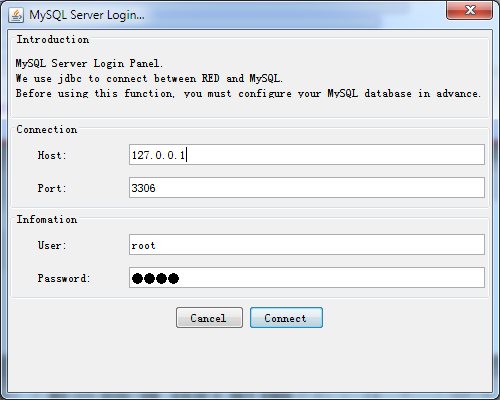 MySQL Server Login...
Introduction
MySQL Server Login Panel.
We use jdbc to connect between RED and MySQL.
Before using this function, you must configure your MySQL database in advance.
Connection
Host: 127.0.0.1
Port: 3306
Infomation
User: root
Password: ●●●●
Cancel Connect